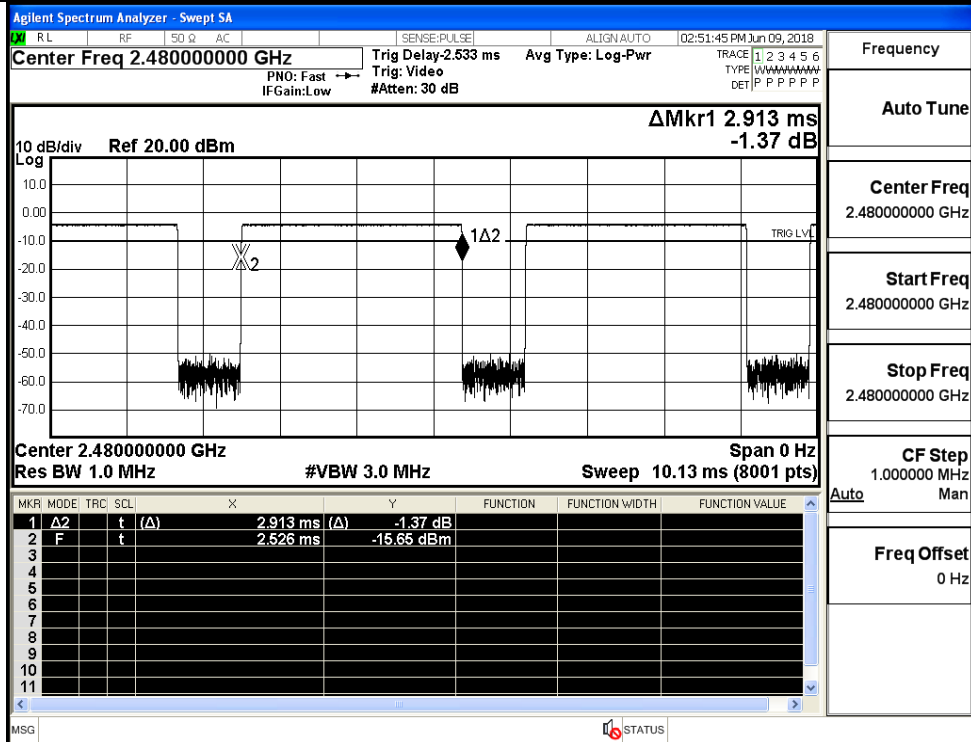 Agilent Spectrum Analyzer - Swept SA
LXI RL RF 50 Ω AC SENSE:PULSE ALIGN AUTO 02:51:45 PM Jun 09, 2018
Center Freq 2.480000000 GHz
PNO: Fast
IFGain:Low
Trig Delay-2.533 ms
Trig: Video
#Atten: 30 dB
Avg Type: Log-Pwr
TRACE 1 2 3 4 5 6
TYPE WWWWWW
DET P P P P P P
ΔMkr1 2.913 ms
-1.37 dB
10 dB/div Ref 20.00 dBm
Log
10.0
0.00
-10.0
-20.0
-30.0
-40.0
-50.0
-60.0
-70.0
1Δ2
TRIG LVL
2
Center 2.480000000 GHz Span 0 Hz
Res BW 1.0 MHz #VBW 3.0 MHz Sweep 10.13 ms (8001 pts)
MKR MODE TRC SCL X Y FUNCTION FUNCTION WIDTH FUNCTION VALUE
1 Δ2 t (Δ) 2.913 ms (Δ) -1.37 dB
2 F t 2.526 ms -15.65 dBm
3
4
5
6
7
8
9
10
11
MSG STATUS
Frequency
Auto Tune
Center Freq
2.480000000 GHz
Start Freq
2.480000000 GHz
Stop Freq
2.480000000 GHz
CF Step
1.000000 MHz
Auto Man
Freq Offset
0 Hz